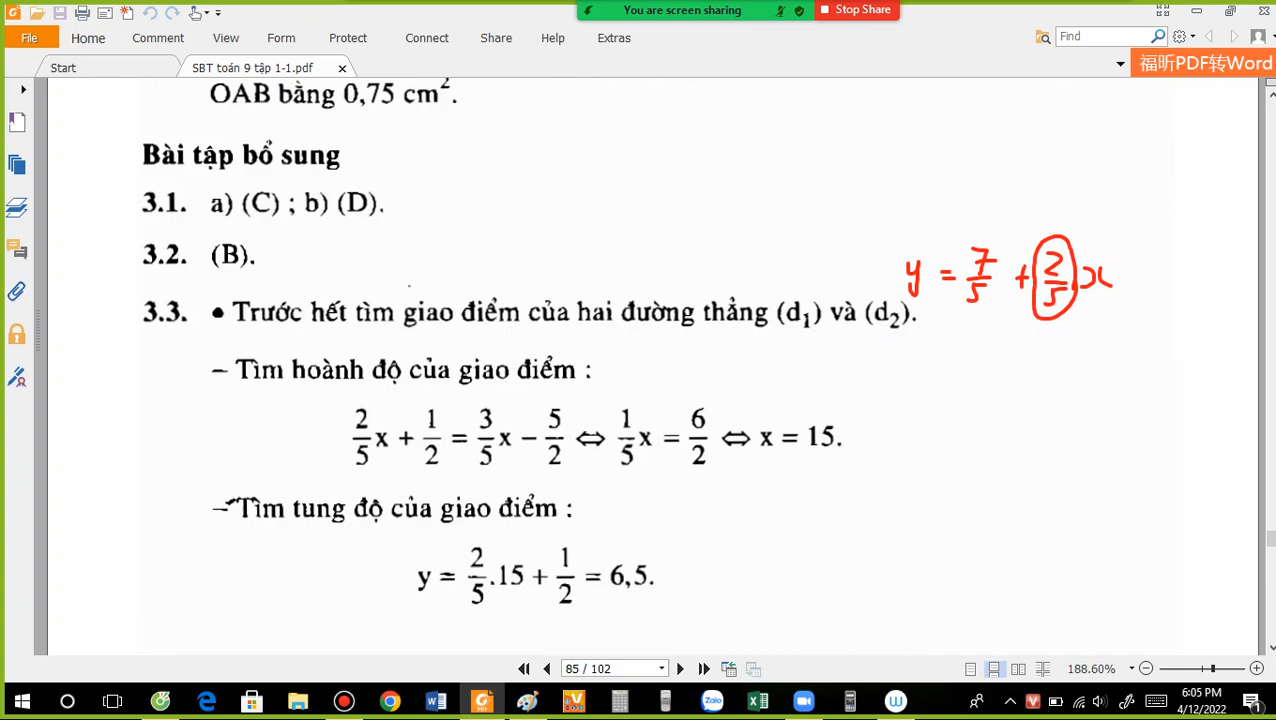 You are screen sharing
Stop Share
File Home Comment View Form Protect Connect Share Help Extras Find
福昕PDF转Word
Start SBT toán 9 tập 1-1.pdf
OAB bằng 0,75 cm².
Bài tập bổ sung
3.1. a) (C) ; b) (D).
3.2. (B).
y = 7/5 + 2/5 x
3.3. • Trước hết tìm giao điểm của hai đường thẳng (d₁) và (d₂).
– Tìm hoành độ của giao điểm :
2/5 x + 1/2 = 3/5 x − 5/2 ⇔ 1/5 x = 6/2 ⇔ x = 15.
– Tìm tung độ của giao điểm :
y = 2/5 .15 + 1/2 = 6,5.
85 / 102
188.60%
Zalo
6:05 PM
4/12/2022